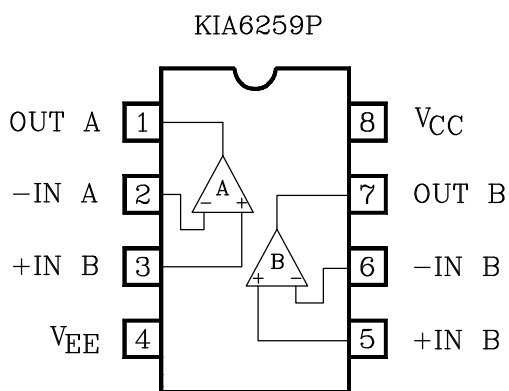 KIA6259P
OUT A 1 8 VCC
-IN A 2 A - + 7 OUT B
+IN B 3 B + - 6 -IN B
VEE 4 5 +IN B